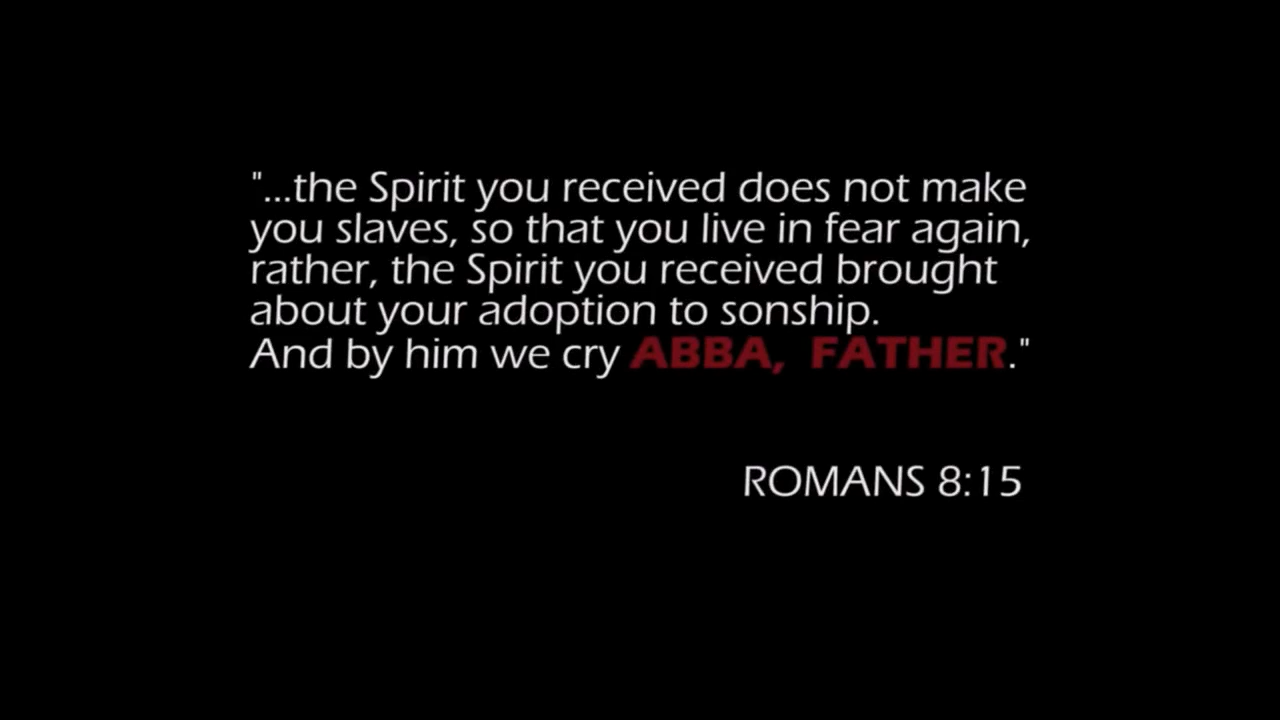 "...the Spirit you received does not make
you slaves, so that you live in fear again,
rather, the Spirit you received brought
about your adoption to sonship.
And by him we cry ABBA, FATHER."
ROMANS 8:15